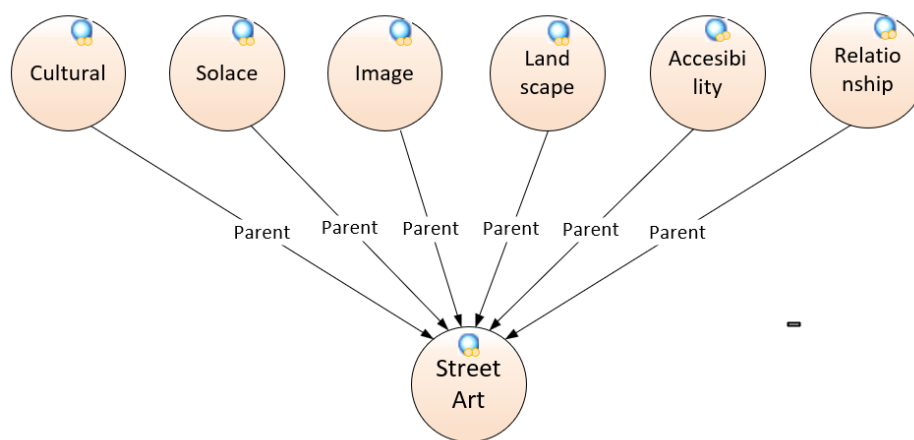 Cultural
Solace
Image
Land
scape
Accesibi
lity
Relatio
nship
Parent
Parent
Parent
Parent
Parent
Parent
Street
Art